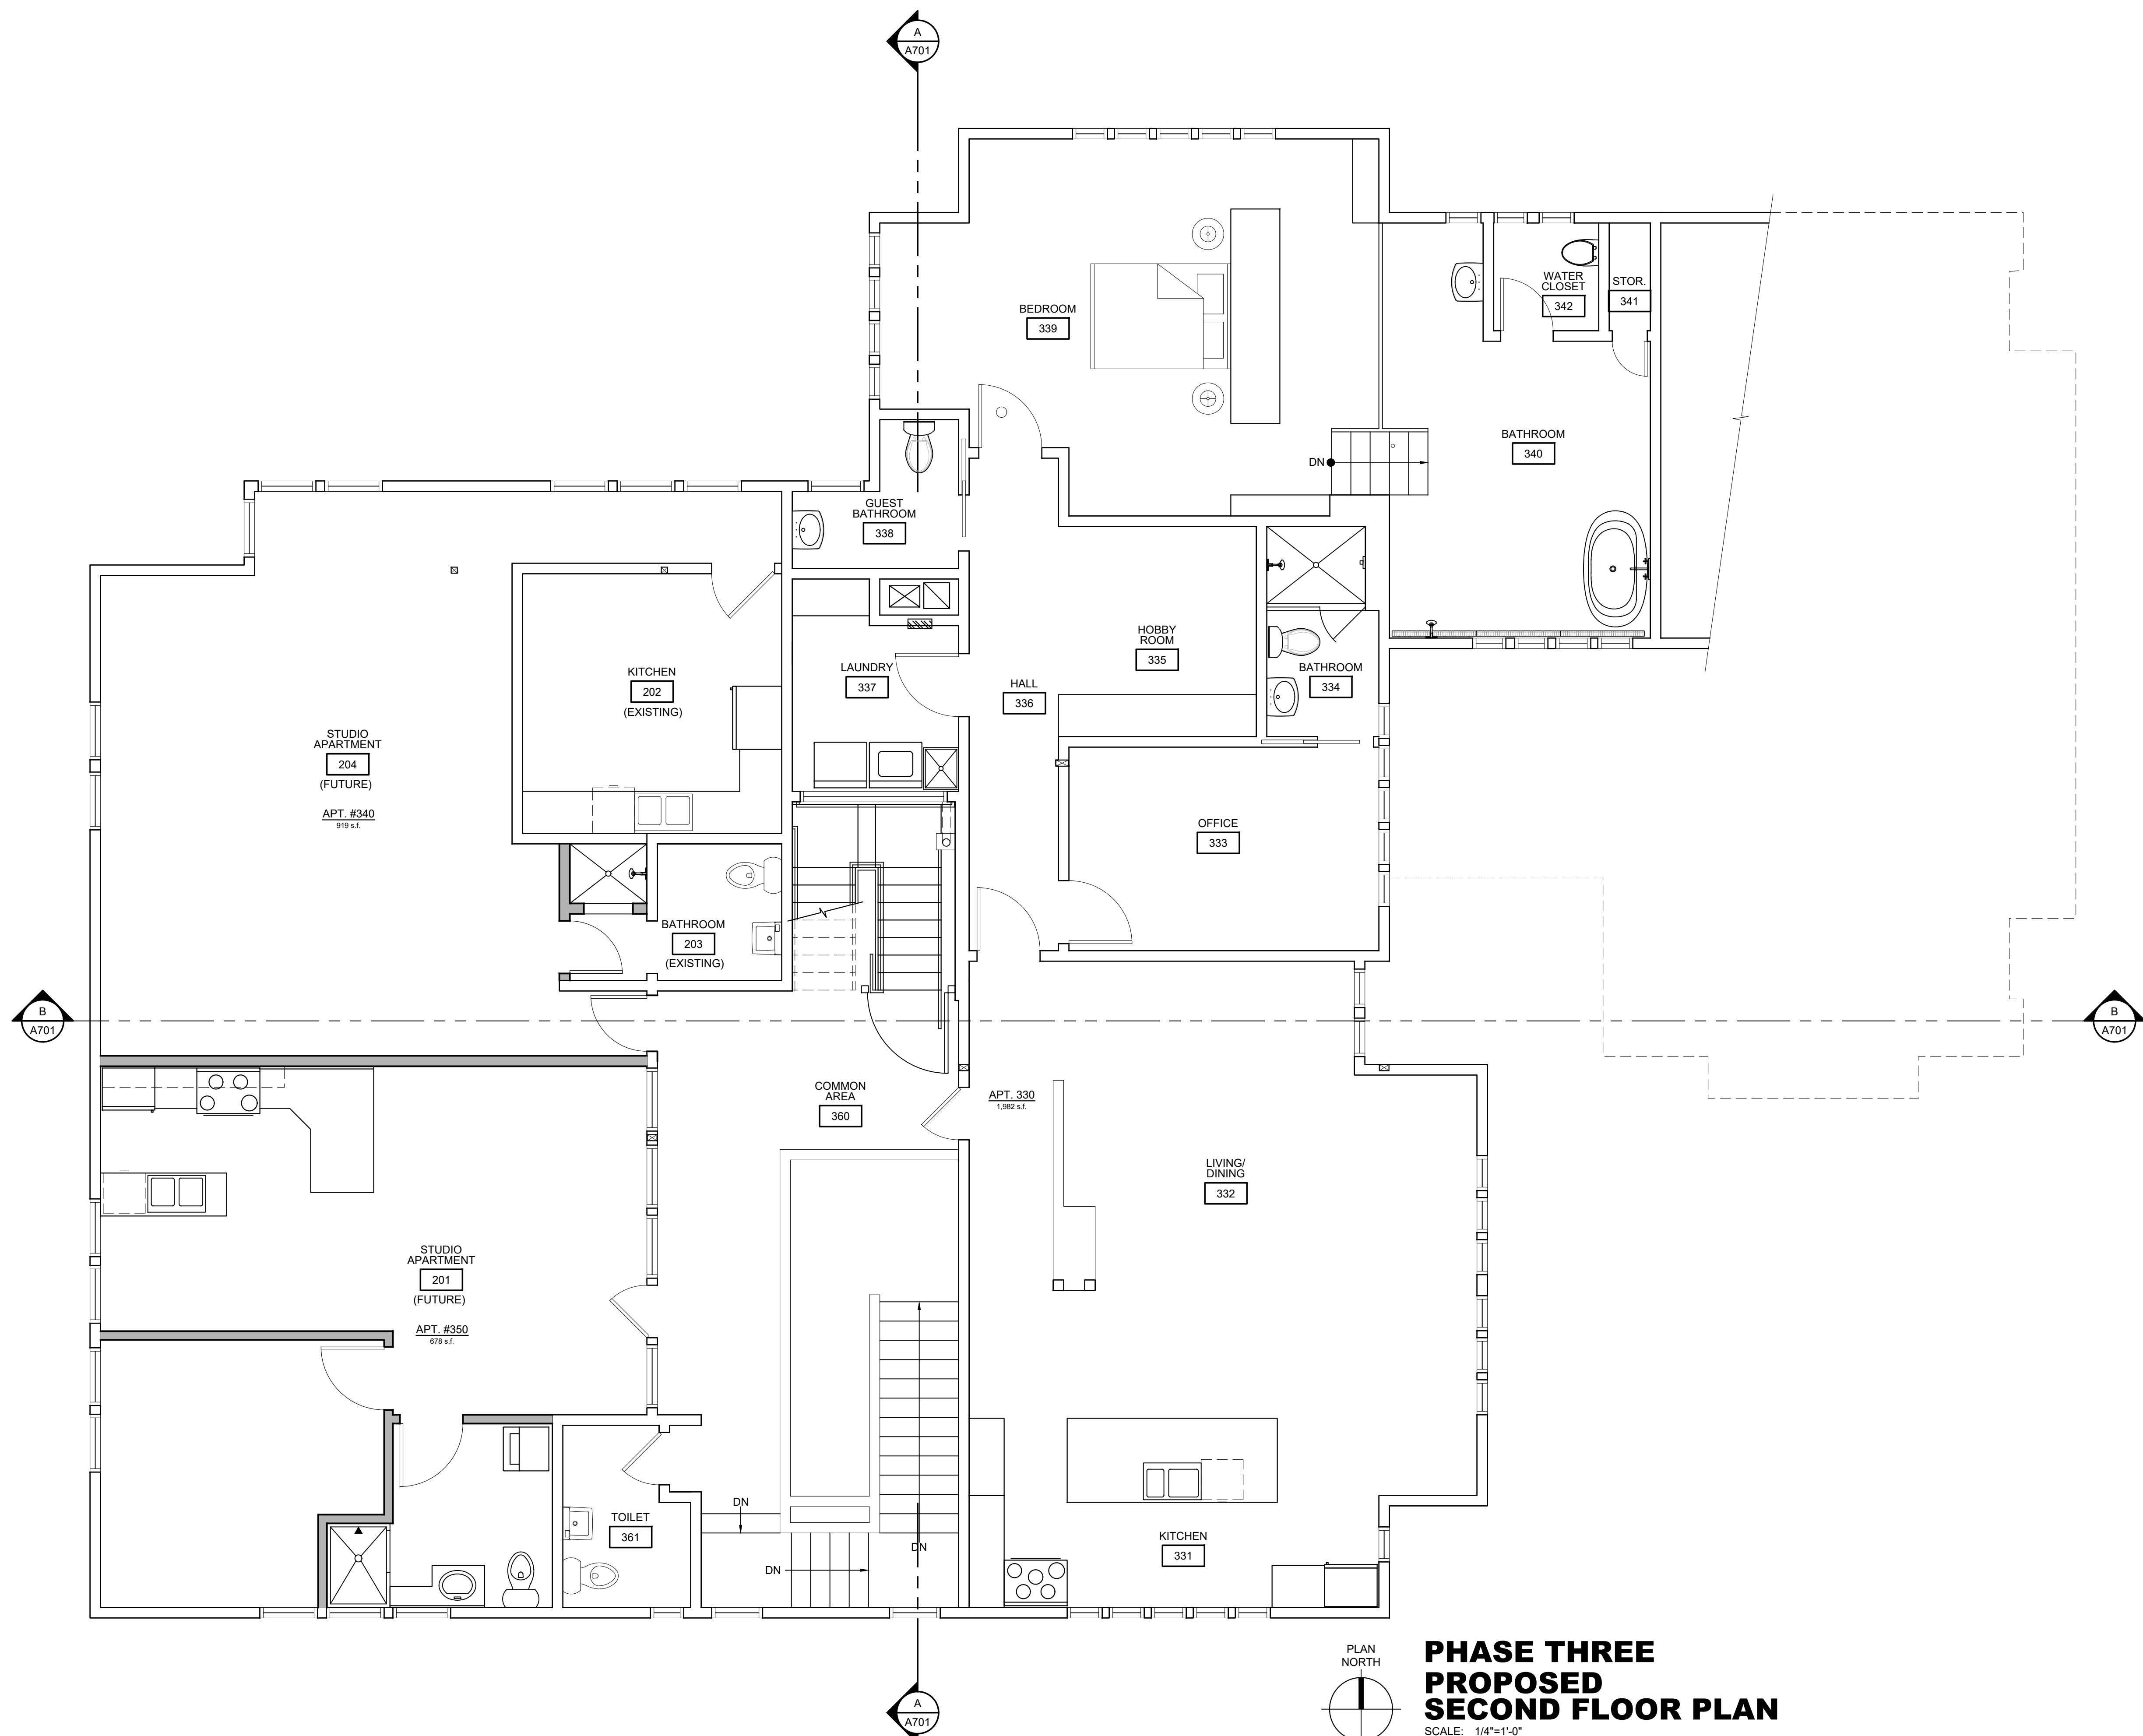 A
A701
BEDROOM
339
WATER
CLOSET
342
STOR.
341
BATHROOM
340
DN
GUEST
BATHROOM
338
HOBBY
ROOM
335
BATHROOM
334
LAUNDRY
337
HALL
336
KITCHEN
202
(EXISTING)
STUDIO
APARTMENT
204
(FUTURE)
APT. #340
919 s.f.
OFFICE
333
BATHROOM
203
(EXISTING)
B
A701
B
A701
COMMON
AREA
360
APT. 330
1,982 s.f.
LIVING/
DINING
332
STUDIO
APARTMENT
201
(FUTURE)
APT. #350
678 s.f.
DN
TOILET
361
DN
DN
KITCHEN
331
A
A701
PLAN
NORTH
PHASE THREE
PROPOSED
SECOND FLOOR PLAN
SCALE: 1/4"=1'-0"